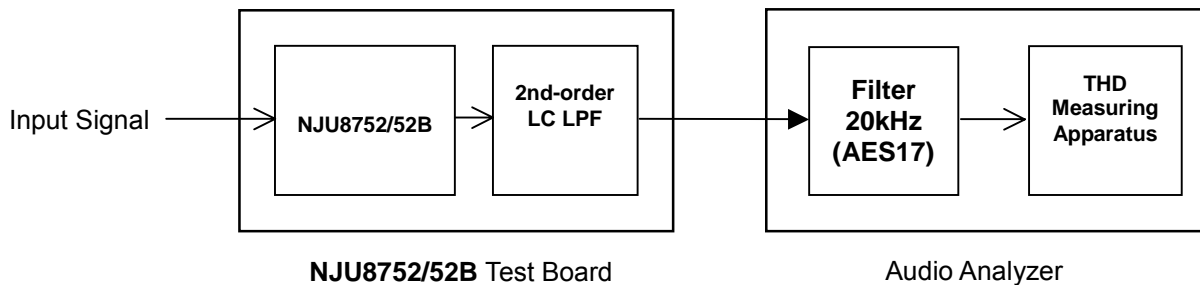 Input Signal
NJU8752/52B
2nd-order
LC LPF
Filter
20kHz
(AES17)
THD
Measuring
Apparatus
NJU8752/52B Test Board
Audio Analyzer